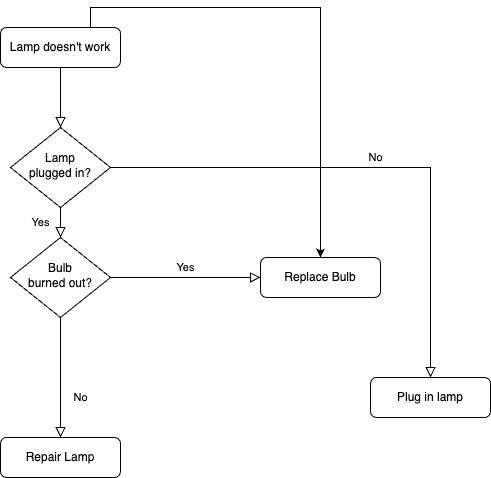 Lamp doesn't work
Lamp
plugged in?
No
Yes
Bulb
burned out?
Yes
Replace Bulb
No
Plug in lamp
Repair Lamp